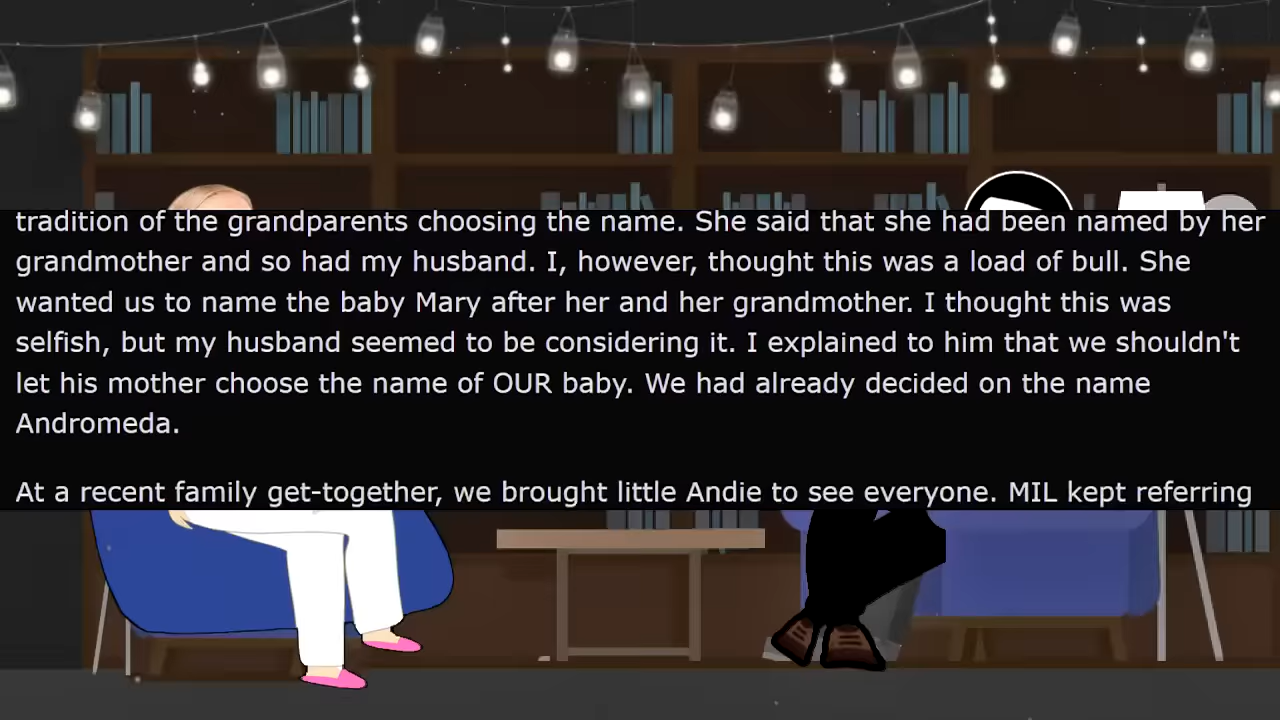 tradition of the grandparents choosing the name. She said that she had been named by her
grandmother and so had my husband. I, however, thought this was a load of bull. She
wanted us to name the baby Mary after her and her grandmother. I thought this was
selfish, but my husband seemed to be considering it. I explained to him that we shouldn't
let his mother choose the name of OUR baby. We had already decided on the name
Andromeda.
At a recent family get-together, we brought little Andie to see everyone. MIL kept referring